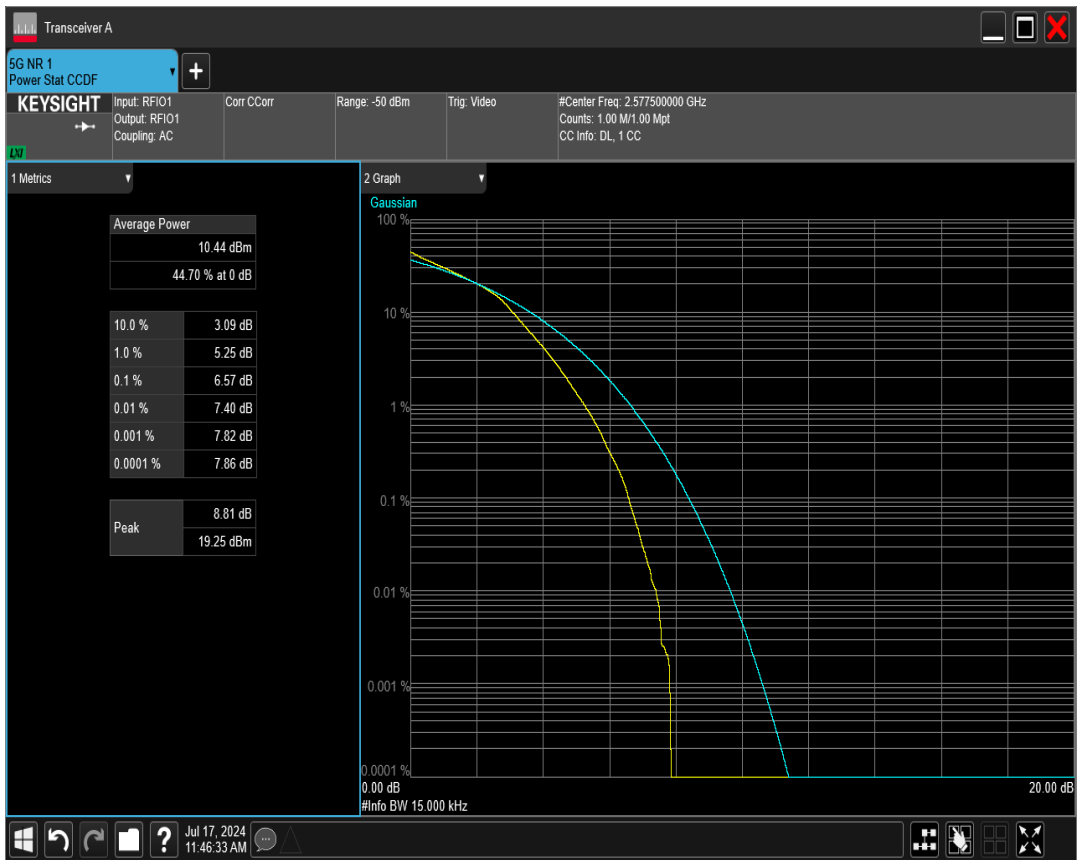 Transceiver A
5G NR 1
Power Stat CCDF
KEYSIGHT
LXI
Input: RFIO1
Output: RFIO1
Coupling: AC
Corr CCorr
Range: -50 dBm
Trig: Video
#Center Freq: 2.577500000 GHz
Counts: 1.00 M/1.00 Mpt
CC Info: DL, 1 CC
1 Metrics
Average Power
10.44 dBm
44.70 % at 0 dB
10.0 % 3.09 dB
1.0 % 5.25 dB
0.1 % 6.57 dB
0.01 % 7.40 dB
0.001 % 7.82 dB
0.0001 % 7.86 dB
Peak
8.81 dB
19.25 dBm
2 Graph
Gaussian
100 %
10 %
1 %
0.1 %
0.01 %
0.001 %
0.0001 %
0.00 dB 20.00 dB
#Info BW 15.000 kHz
Jul 17, 2024
11:46:33 AM